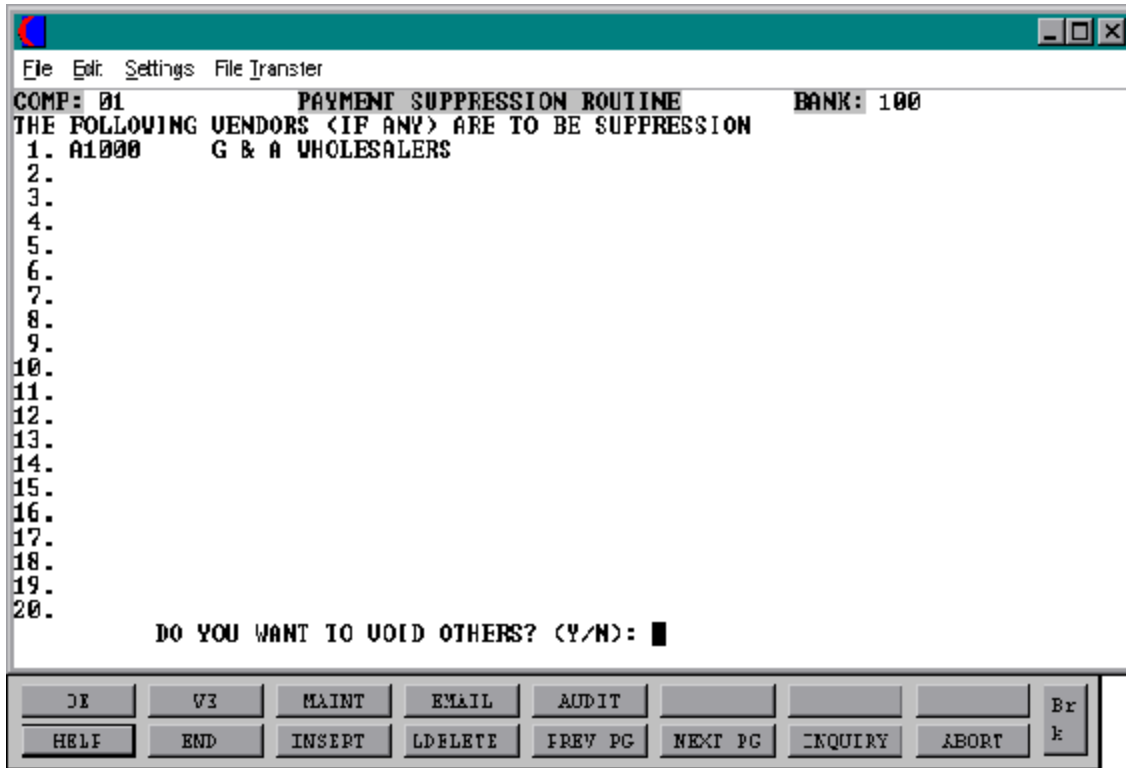 File Edit Settings File Transfer
COMP: 01 PAYMENT SUPPRESSION ROUTINE BANK: 100
THE FOLLOWING VENDORS (IF ANY) ARE TO BE SUPPRESSION
1. A1000 G & A WHOLESALERS
2.
3.
4.
5.
6.
7.
8.
9.
10.
11.
12.
13.
14.
15.
16.
17.
18.
19.
20.
DO YOU WANT TO VOID OTHERS? (Y/N):
MAINT EMAIL AUDIT
HELP END INSERT LDELETE PREV PG NEXT PG INQUIRY ABORT
Brk